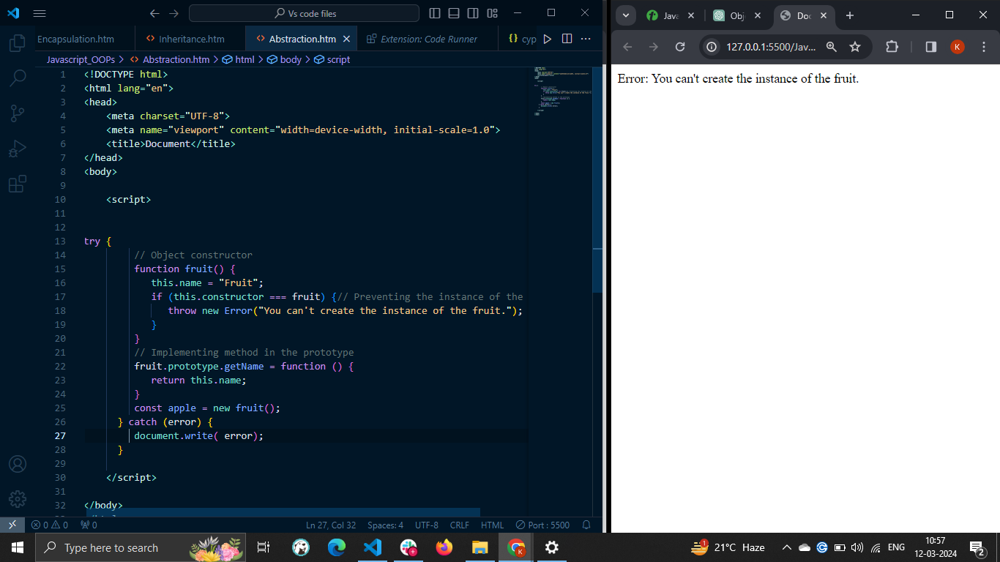 Vs code files
Encapsulation.htm
Inheritance.htm
Abstraction.htm
Extension: Code Runner
cyp
Javascript_OOPs > Abstraction.htm > html > body > script
1 <!DOCTYPE html>
2 <html lang="en">
3 <head>
4 <meta charset="UTF-8">
5 <meta name="viewport" content="width=device-width, initial-scale=1.0">
6 <title>Document</title>
7 </head>
8 <body>
9
10 <script>
11
12
13 try {
14 // Object constructor
15 function fruit() {
16 this.name = "Fruit";
17 if (this.constructor === fruit) {// Preventing the instance of the
18 throw new Error("You can't create the instance of the fruit.");
19 }
20 }
21 // Implementing method in the prototype
22 fruit.prototype.getName = function () {
23 return this.name;
24 }
25 const apple = new fruit();
26 } catch (error) {
27 document.write( error);
28 }
29
30 </script>
31
32 </body>
0 0 0
Ln 27, Col 32
Spaces: 4
UTF-8
CRLF
HTML
Port : 5500
Java
Obj
Doc
127.0.0.1:5500/Jav...
K
Error: You can't create the instance of the fruit.
Type here to search
K
1
21°C Haze
ENG
10:57
12-03-2024
2